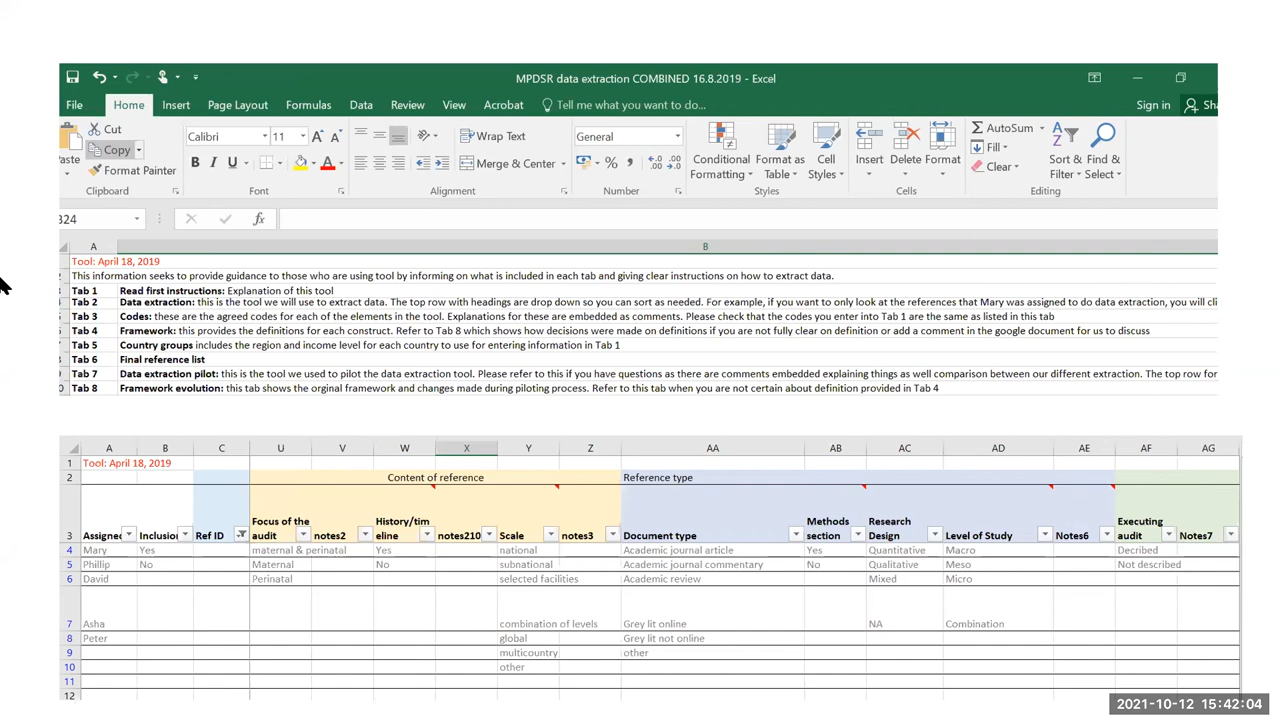 MPDSR data extraction COMBINED 16.8.2019 - Excel
File Home Insert Page Layout Formulas Data Review View Acrobat Tell me what you want to do... Sign in Sha
Cut Calibri 11 Wrap Text General AutoSum
Paste Copy Conditional Formatting Format as Table Cell Styles Insert Delete Format Fill Sort & Filter Find & Select
Format Painter B I U Merge & Center % Clear
Clipboard Font Alignment Number Styles Cells Editing
B24 fx
A B
Tool: April 18, 2019
This information seeks to provide guidance to those who are using tool by informing on what is included in each tab and giving clear instructions on how to extract data.
Tab 1 Read first instructions: Explanation of this tool
Tab 2 Data extraction: this is the tool we will use to extract data. The top row with headings are drop down so you can sort as needed. For example, if you want to only look at the references that Mary was assigned to do data extraction, you will cli
Tab 3 Codes: these are the agreed codes for each of the elements in the tool. Explanations for these are embedded as comments. Please check that the codes you enter into Tab 1 are the same as listed in this tab
Tab 4 Framework: this provides the definitions for each construct. Refer to Tab 8 which shows how decisions were made on definitions if you are not fully clear on definition or add a comment in the google document for us to discuss
Tab 5 Country groups includes the region and income level for each country to use for entering information in Tab 1
Tab 6 Final reference list
Tab 7 Data extraction pilot: this is the tool we used to pilot the data extraction tool. Please refer to this if you have questions as there are comments embedded explaining things as well comparison between our different extraction. The top row for
Tab 8 Framework evolution: this tab shows the orginal framework and changes made during piloting process. Refer to this tab when you are not certain about definition provided in Tab 4
A B C U V W X Y Z AA AB AC AD AE AF AG
1 Tool: April 18, 2019
2 Content of reference Reference type
3 Assigned Inclusion Ref ID Focus of the audit notes2 History/timeline notes210 Scale notes3 Document type Methods section Research Design Level of Study Notes6 Executing audit Notes7
4 Mary Yes maternal & perinatal Yes national Academic journal article Yes Quantitative Macro Decribed
5 Phillip No Maternal No subnational Academic journal commentary No Qualitative Meso Not described
6 David Perinatal selected facilities Academic review Mixed Micro
7 Asha combination of levels Grey lit online NA Combination
8 Peter global Grey lit not online
9 multicountry other
10 other
11
12
2021-10-12 15:42:04